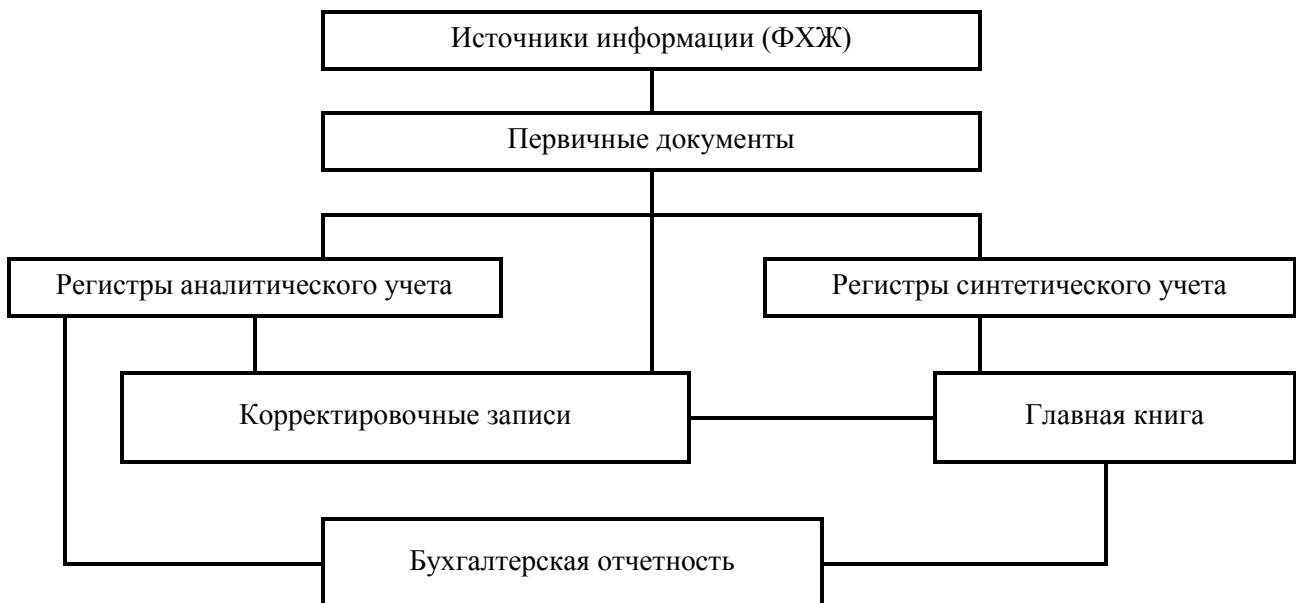 Источники информации (ФХЖ)
Первичные документы
Регистры аналитического учета
Регистры синтетического учета
Корректировочные записи
Главная книга
Бухгалтерская отчетность